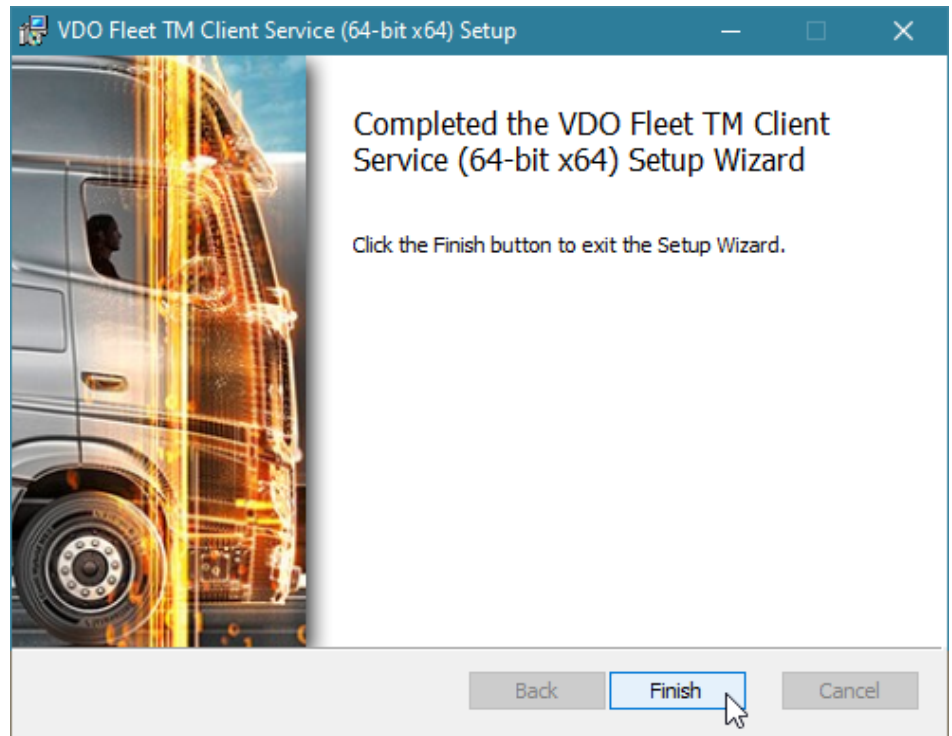 VDO Fleet TM Client Service (64-bit x64) Setup
Completed the VDO Fleet TM Client
Service (64-bit x64) Setup Wizard
Click the Finish button to exit the Setup Wizard.
Back
Finish
Cancel